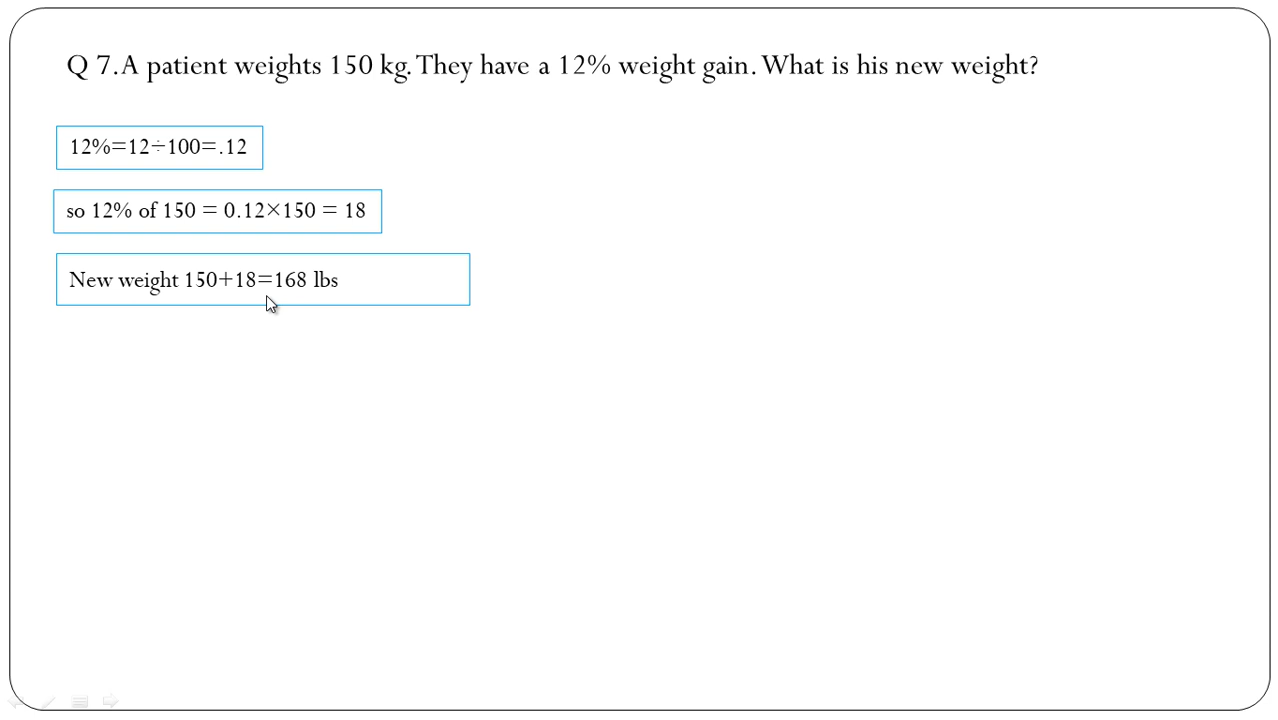 Q 7.A patient weights 150 kg. They have a 12% weight gain. What is his new weight?
12%=12÷100=.12
so 12% of 150 = 0.12×150 = 18
New weight 150+18=168 lbs